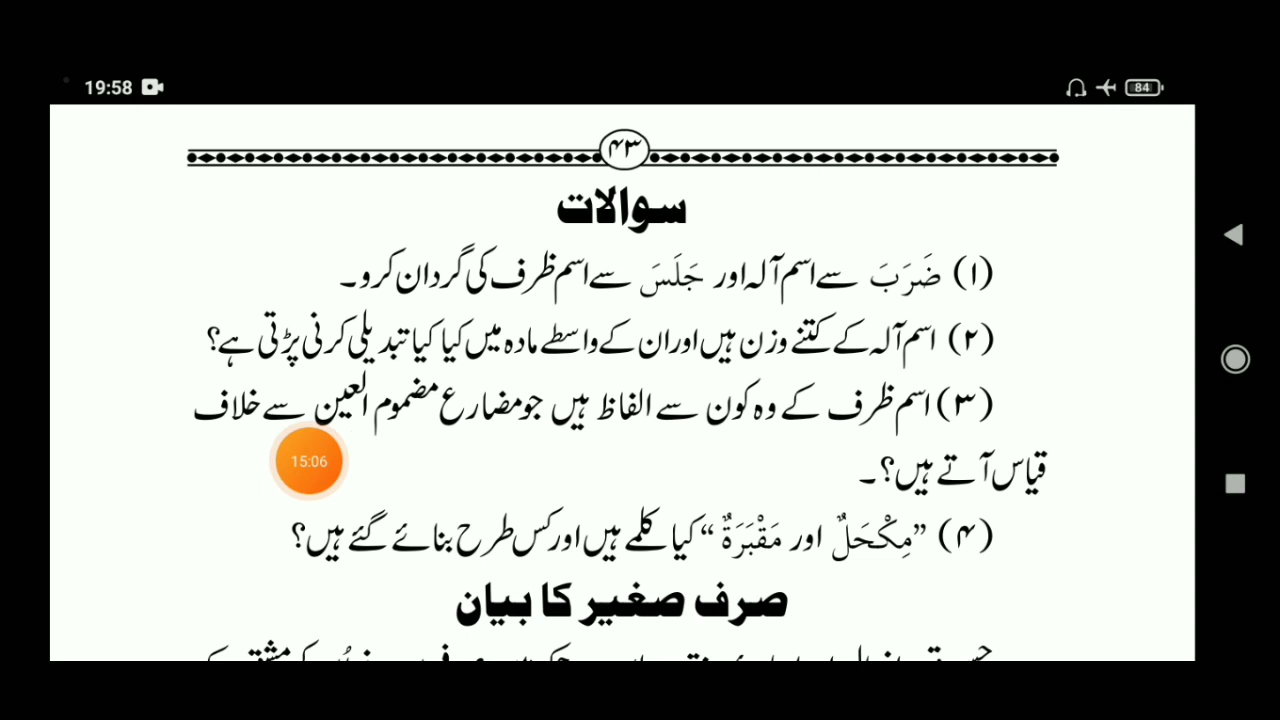 19:58
84
۴۳
سوالات
(۱) ضَرَبَ سے اسم آلہ اور جَلَسَ سے اسم ظرف کی گردان کرو۔
(۲) اسم آلہ کے کتنے وزن ہیں اور ان کے واسطے مادہ میں کیا کیا تبدیلی کرنی پڑتی ہے؟
(۳) اسم ظرف کے وہ کون سے الفاظ ہیں جو مضارع مضموم العین سے خلاف
15:06
قیاس آتے ہیں؟۔
(۴) ”مِكْحَلٌ اور مَقْبَرَةٌ“ کیا کلمے ہیں اور کس طرح بنائے گئے ہیں؟
صرف صغیر کا بیان